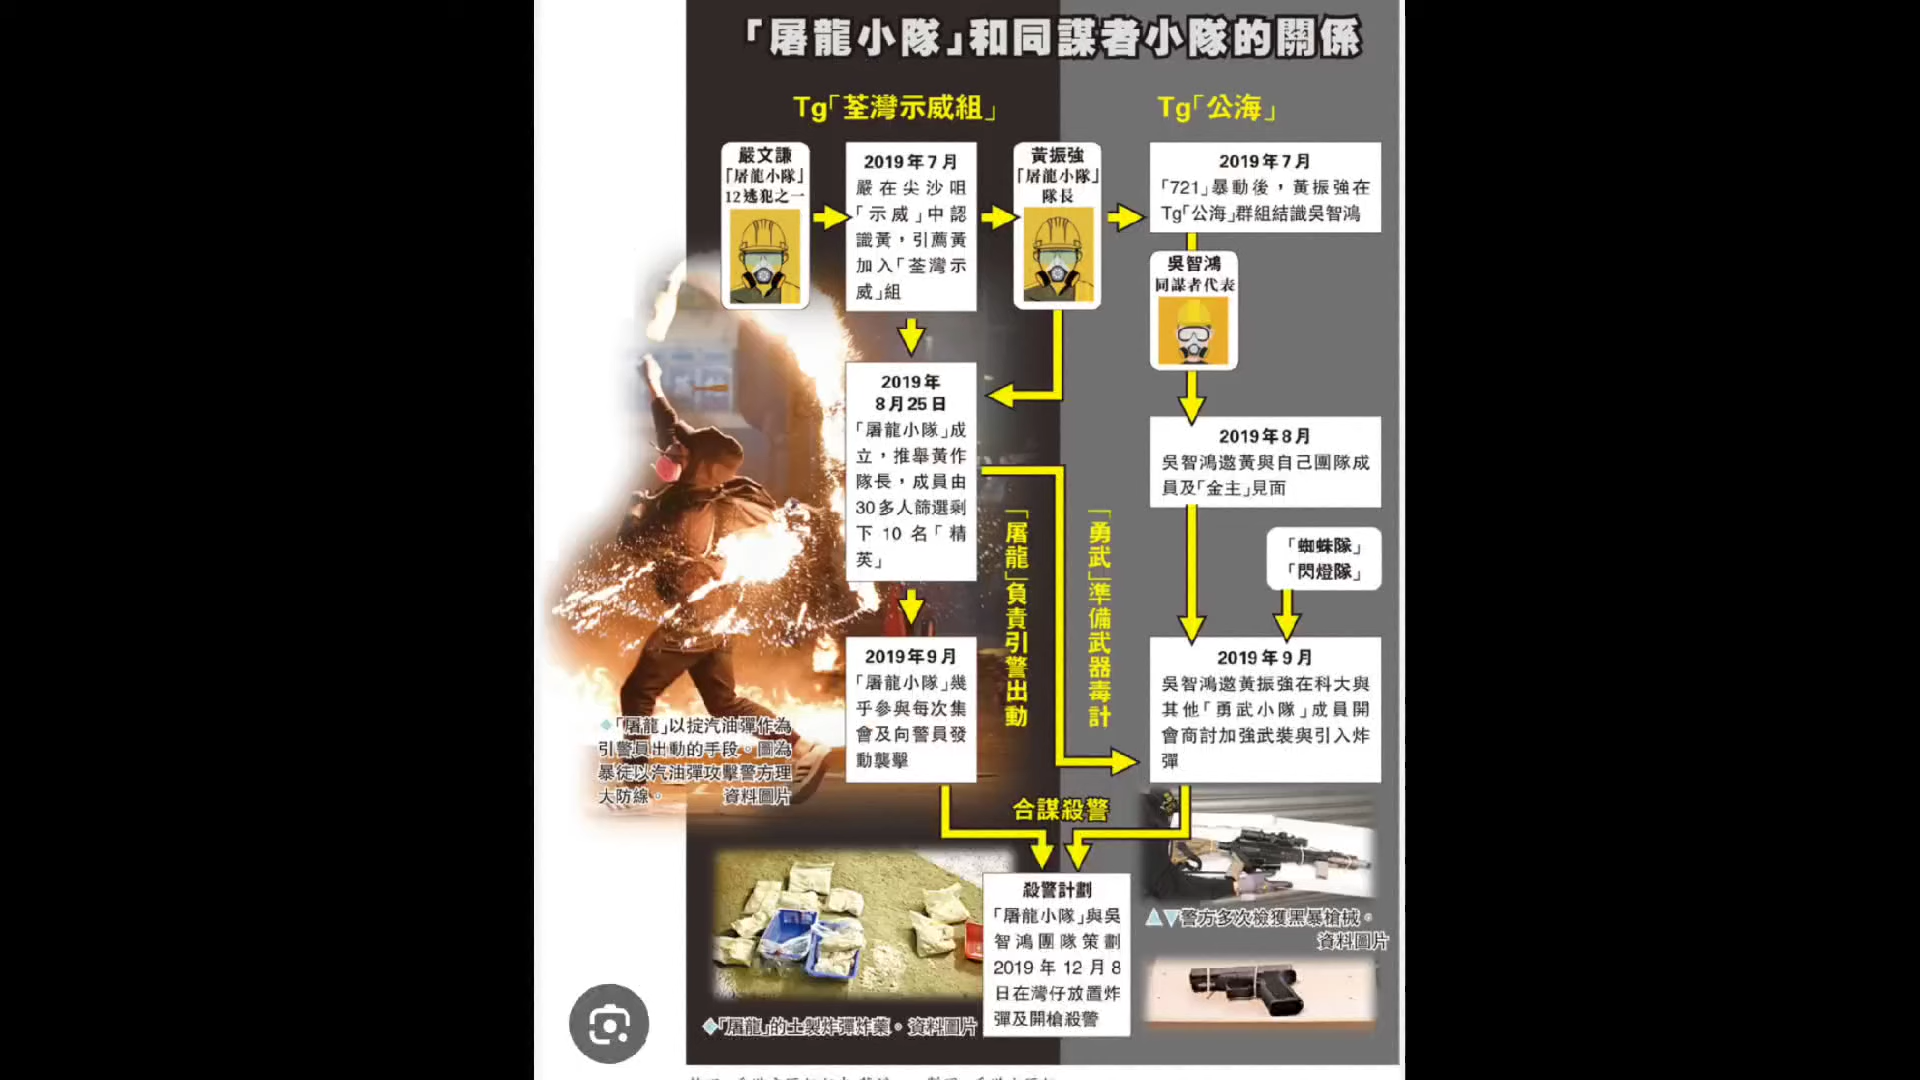 「屠龍小隊」和同謀者小隊的關係
Tg「荃灣示威組」
Tg「公海」
嚴文謙
「屠龍小隊」
12逃犯之一
2019年7月
嚴在尖沙咀
「示威」中認
識黃，引薦黃
加入「荃灣示
威」組
黃振強
「屠龍小隊」
隊長
2019年7月
「721」暴動後，黃振強在
Tg「公海」群組結識吳智鴻
吳智鴻
同謀者代表
2019年
8月25日
「屠龍小隊」成
立，推舉黃作
隊長，成員由
30多人篩選剩
下10名「精
英」
2019年8月
吳智鴻邀黃與自己團隊成
員及「金主」見面
「蜘蛛隊」
「閃燈隊」
「屠龍」負責引警出動
「勇武」準備武器毒計
2019年9月
「屠龍小隊」幾
乎參與每次集
會及向警員發
動襲擊
2019年9月
吳智鴻邀黃振強在科大與
其他「勇武小隊」成員開
會商討加強武裝與引入炸
彈
◆「屠龍」以掟汽油彈作為
引警員出動的手段。圖為
暴徒以汽油彈攻擊警方理
大防線。 資料圖片
合謀殺警
殺警計劃
「屠龍小隊」與吳
智鴻團隊策劃
2019年12月8
日在灣仔放置炸
彈及開槍殺警
▲▼警方多次檢獲黑暴槍械。
資料圖片
◆「屠龍」的土製炸彈炸藥。資料圖片